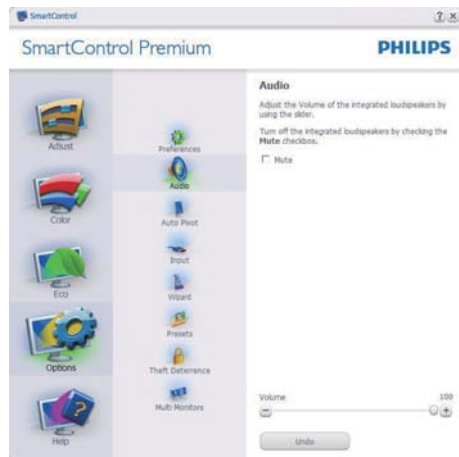 SmartControl
SmartControl Premium
PHILIPS
Adjust
Color
Eco
Options
Help
Preferences
Audio
Auto Pivot
Input
Wizard
Presets
Theft Deterrence
Multi Monitors
Audio
Adjust the Volume of the integrated loudspeakers by
using the slider.
Turn off the integrated loudspeakers by checking the
Mute checkbox.
Mute
Volume
100
Undo